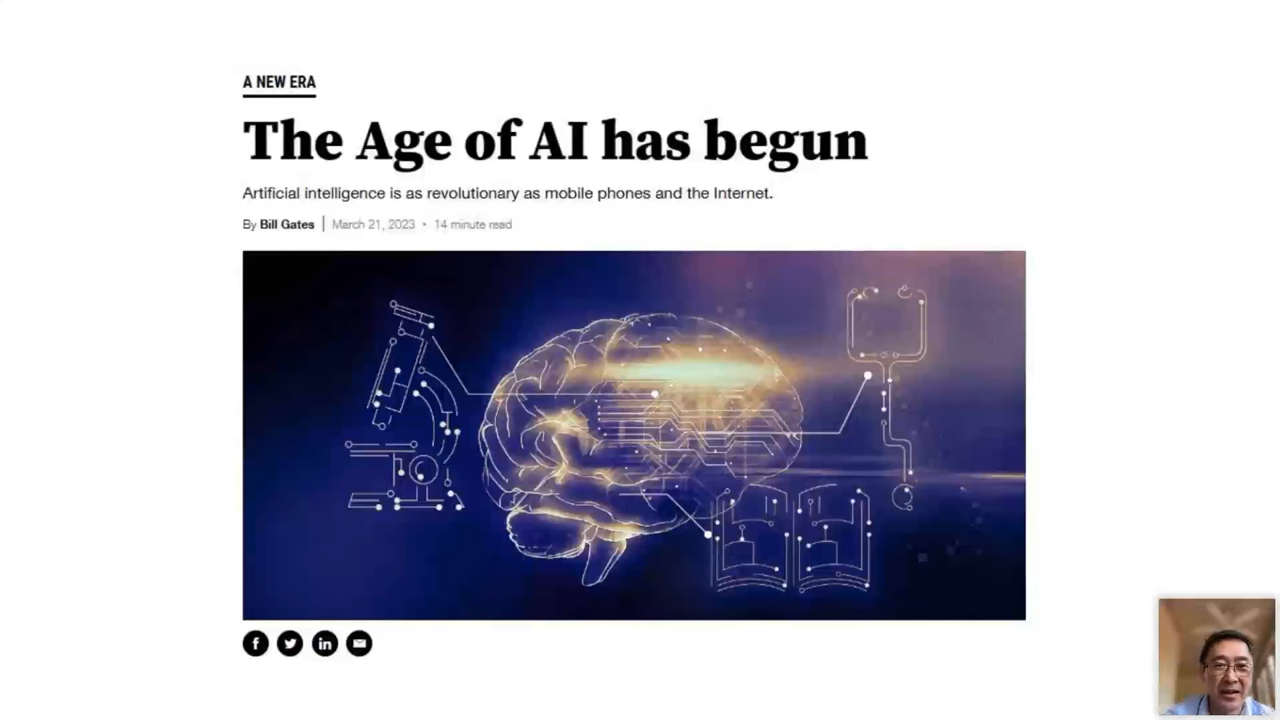 A NEW ERA
The Age of AI has begun
Artificial intelligence is as revolutionary as mobile phones and the Internet.
By Bill Gates | March 21, 2023 • 14 minute read